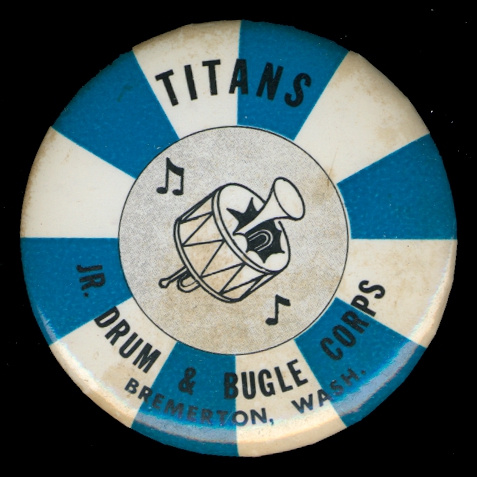 TITANS
JR. DRUM & BUGLE CORPS
BREMERTON, WASH.